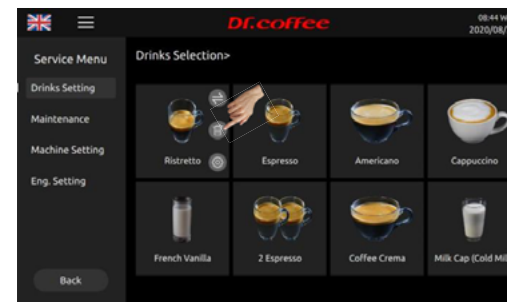 Dr.coffee
08:44 W
2020/08/
Service Menu
Drinks Selection>
Drinks Setting
Maintenance
Machine Setting
Eng. Setting
Back
Ristretto
Espresso
Americano
Cappuccino
French Vanilla
2 Espresso
Coffee Crema
Milk Cap (Cold Mil